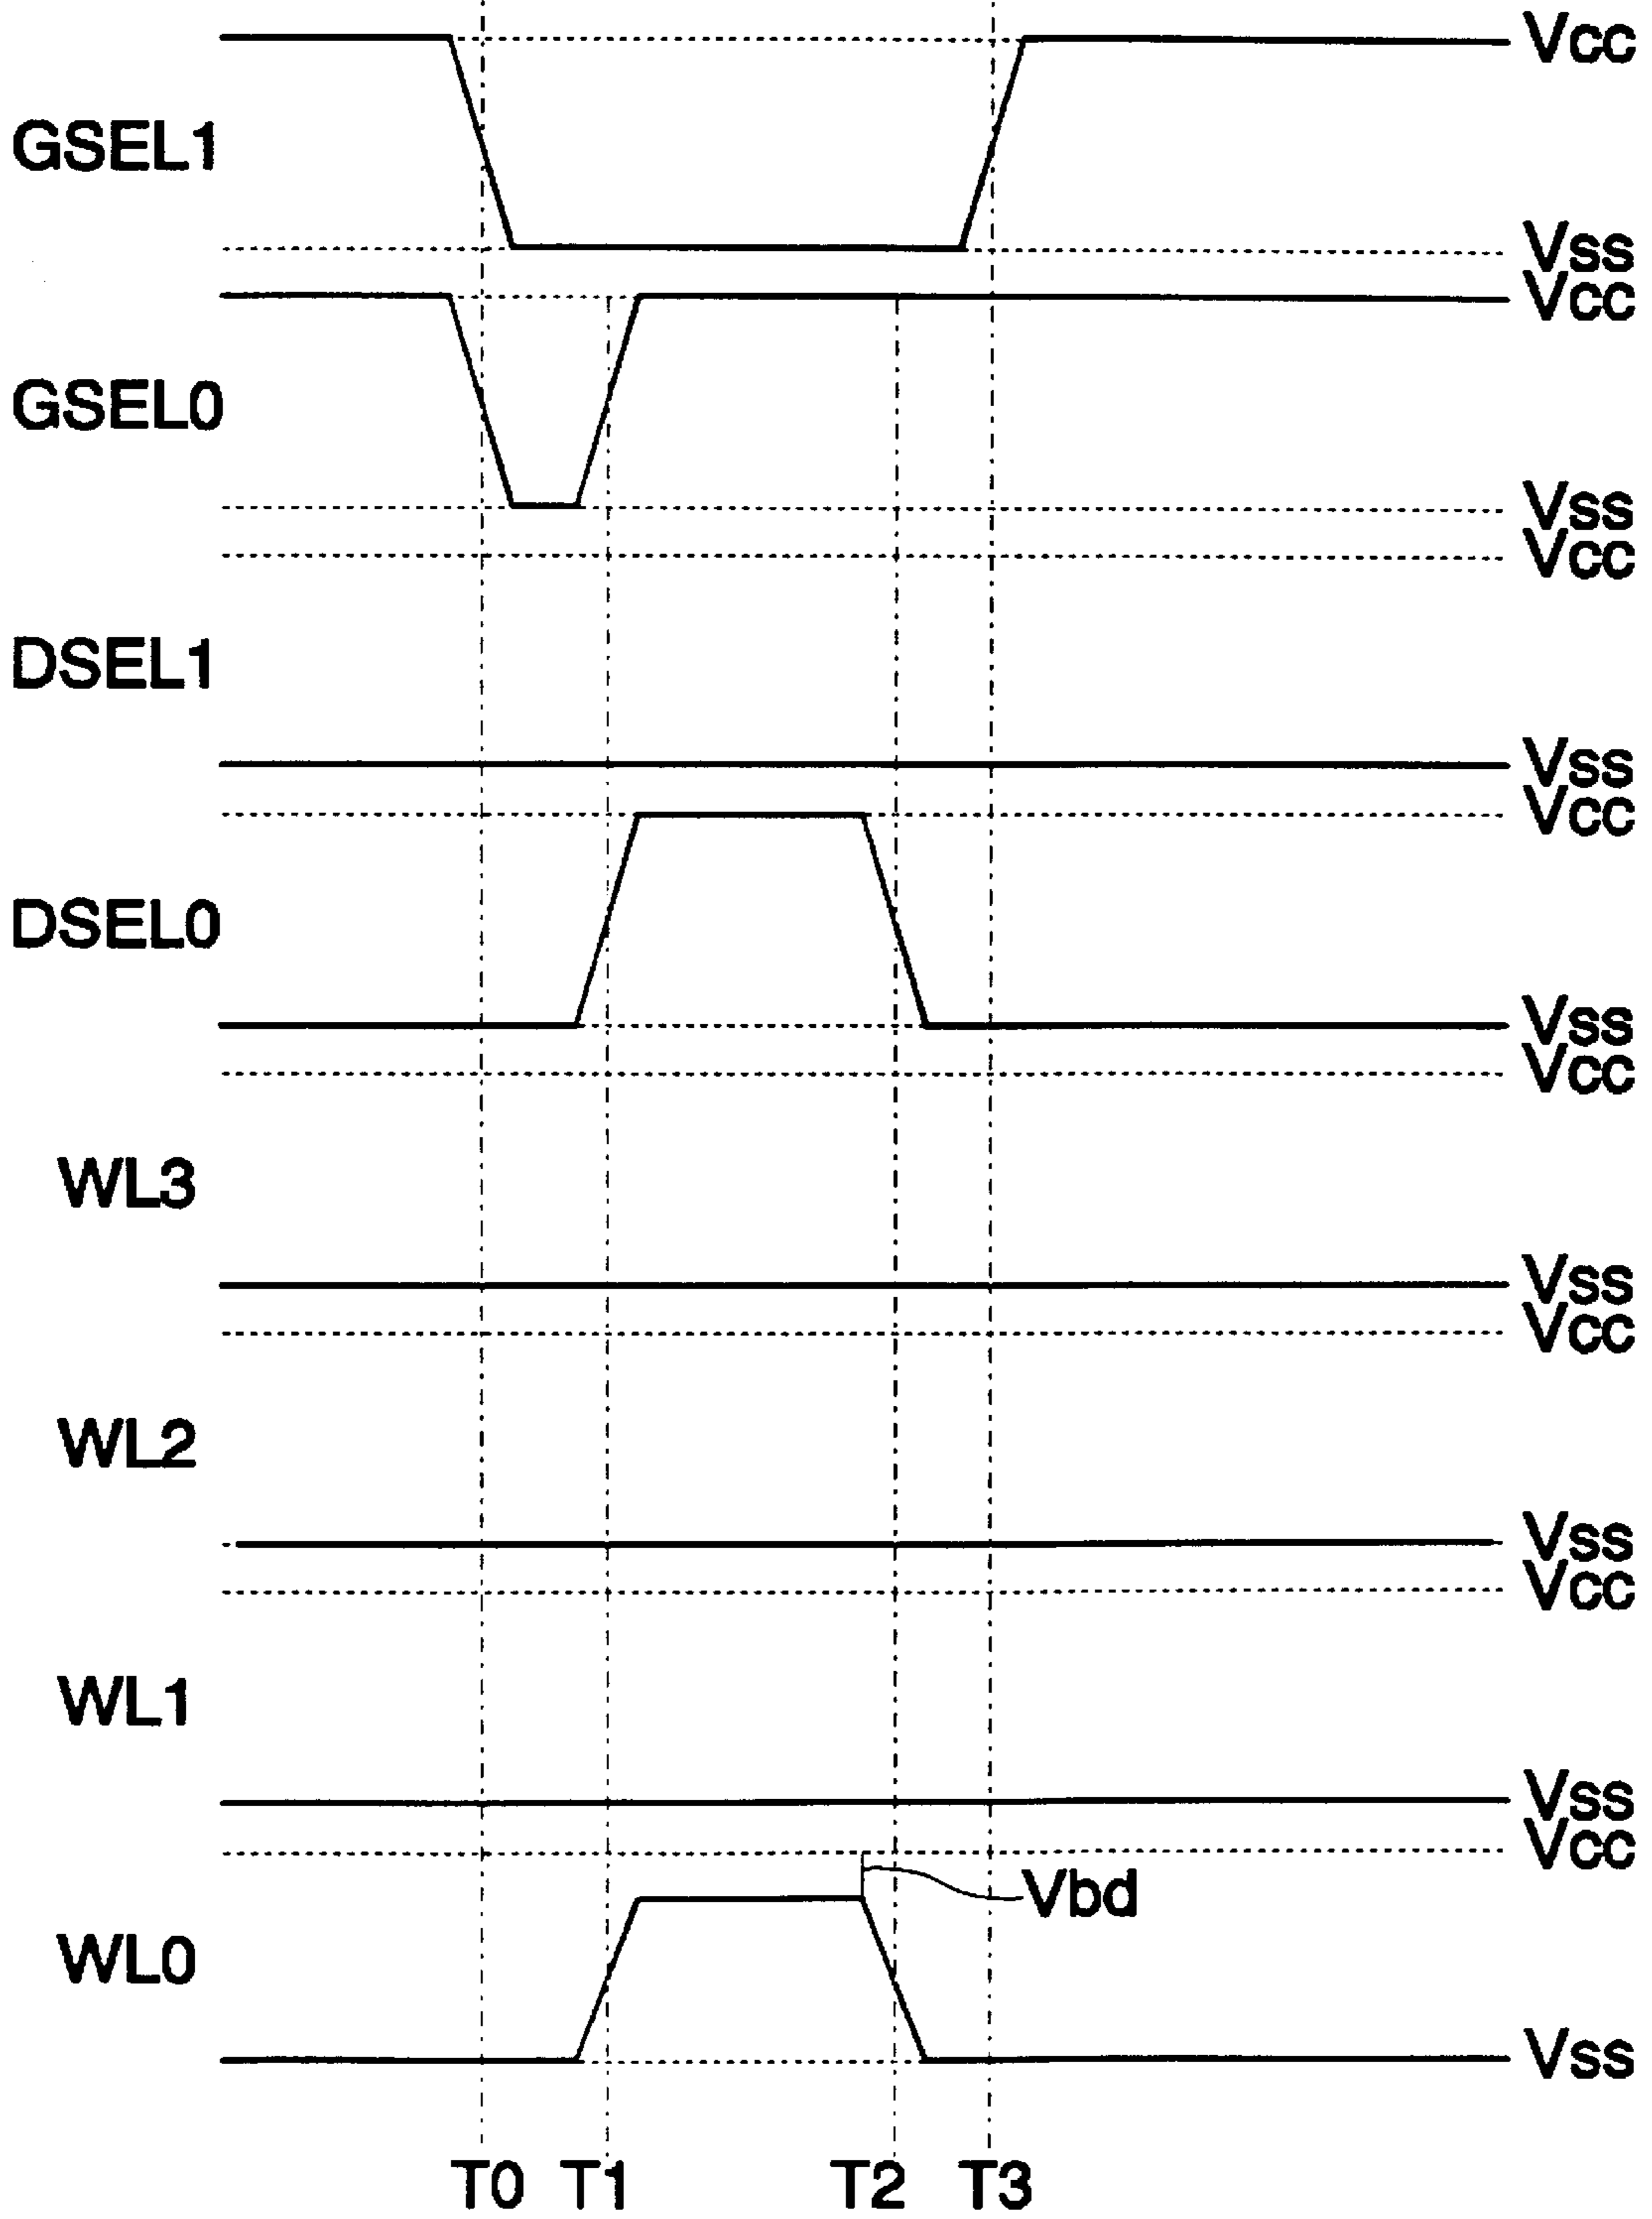 Vcc
GSEL1
Vss
Vcc
GSEL0
Vss
Vcc
DSEL1
Vss
Vcc
DSEL0
Vss
Vcc
WL3
Vss
Vcc
WL2
Vss
Vcc
WL1
Vss
Vcc
Vbd
WL0
Vss
T0 T1 T2 T3